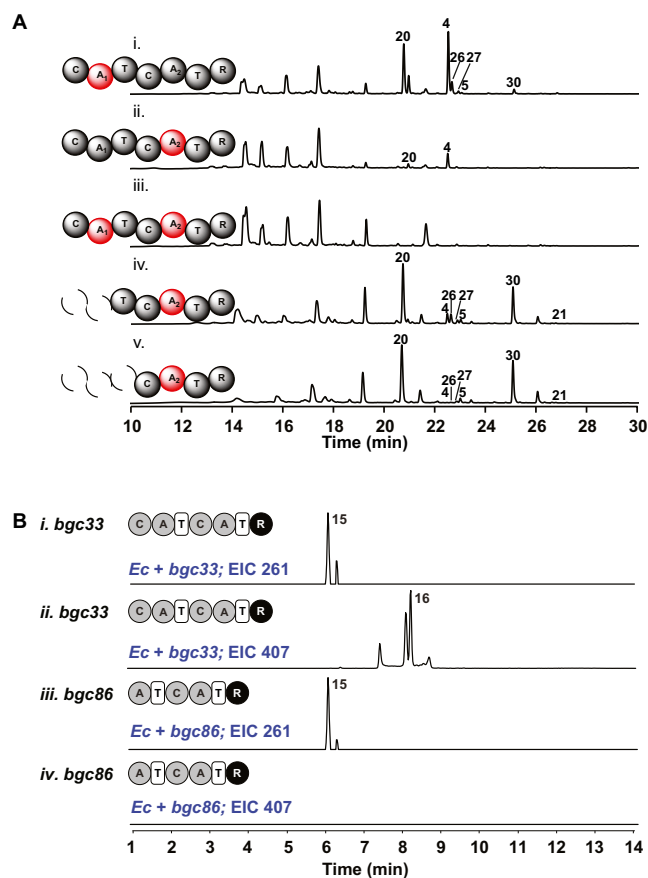 A
i.
C A1 T C A2 T R
20 4 26 27 5 30
ii.
C A1 T C A2 T R
20 4
iii.
C A1 T C A2 T R
iv.
T C A2 T R
20 26 27 4 5 30 21
v.
C A2 T R
20 26 27 4 5 30 21
10 12 14 16 18 20 22 24 26 28 30
Time (min)
B
i. bgc33
C A T C A T R
15
Ec + bgc33; EIC 261
ii. bgc33
C A T C A T R
16
Ec + bgc33; EIC 407
iii. bgc86
A T C A T R
15
Ec + bgc86; EIC 261
iv. bgc86
A T C A T R
Ec + bgc86; EIC 407
1 2 3 4 5 6 7 8 9 10 11 12 13 14
Time (min)